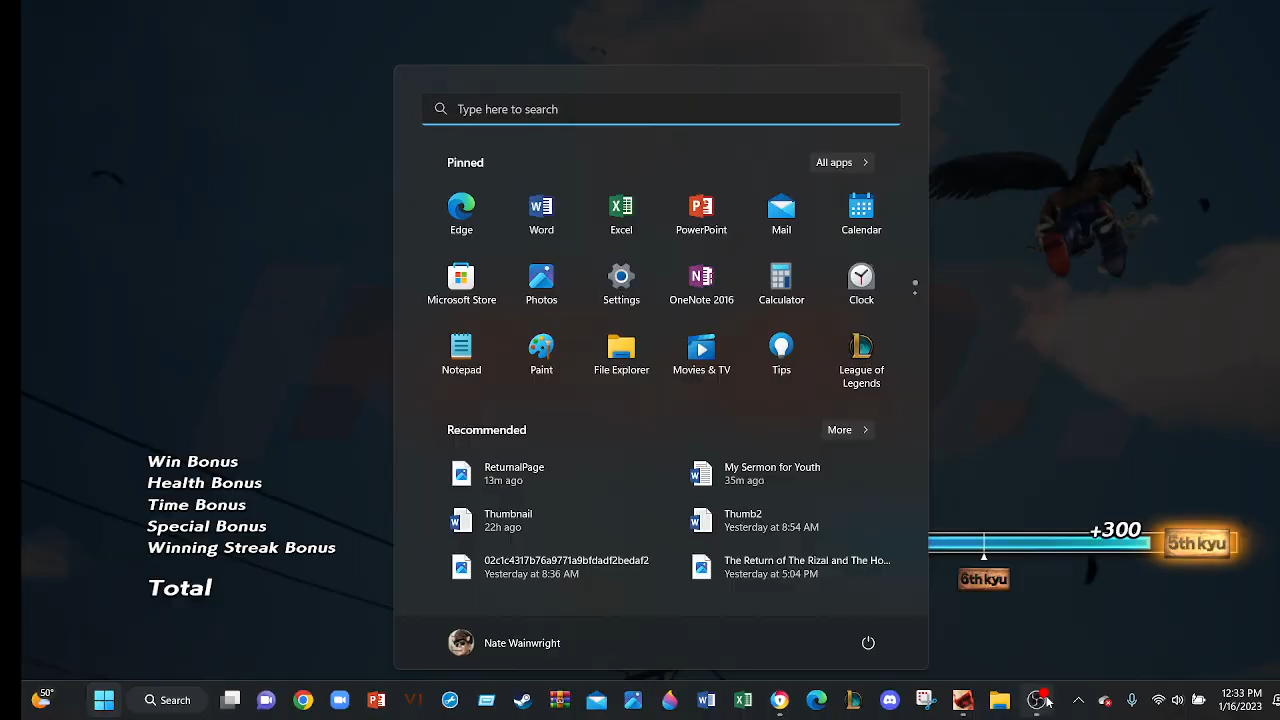 Type here to search
Pinned
All apps
Edge
Word
Excel
PowerPoint
Mail
Calendar
Microsoft Store
Photos
Settings
OneNote 2016
Calculator
Clock
Notepad
Paint
File Explorer
Movies & TV
Tips
League of
Legends
Recommended
More
ReturnalPage
13m ago
My Sermon for Youth
35m ago
Thumbnail
22h ago
Thumb2
Yesterday at 8:54 AM
02c1c4317b76a9771a9bfdadf2bedaf2
Yesterday at 8:36 AM
The Return of The Rizal and The Ho...
Yesterday at 5:04 PM
Nate Wainwright
Win Bonus
Health Bonus
Time Bonus
Special Bonus
Winning Streak Bonus
Total
+300
5th kyu
6th kyu
50°
Search
12:33 PM
1/16/2023